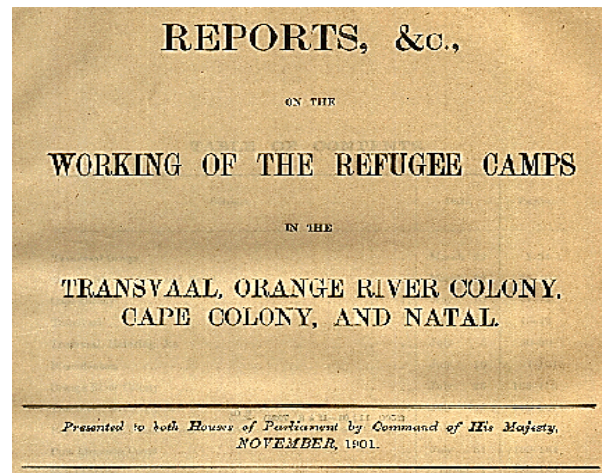 REPORTS, &c.,
ON THE
WORKING OF THE REFUGEE CAMPS
IN THE
TRANSVAAL, ORANGE RIVER COLONY,
CAPE COLONY, AND NATAL.
Presented to both Houses of Parliament by Command of His Majesty,
NOVEMBER, 1901.